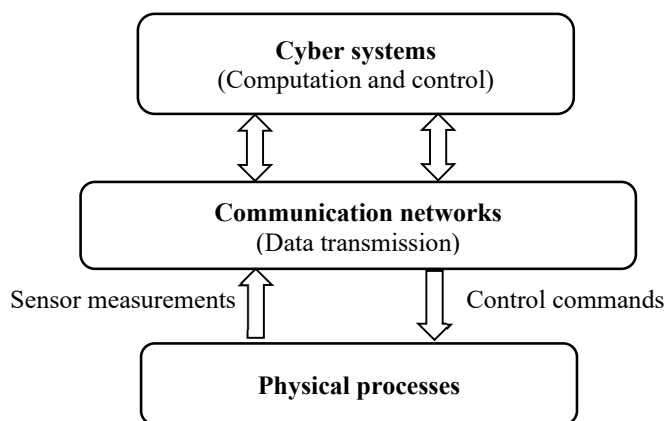 Cyber systems
(Computation and control)
Communication networks
(Data transmission)
Sensor measurements
Control commands
Physical processes